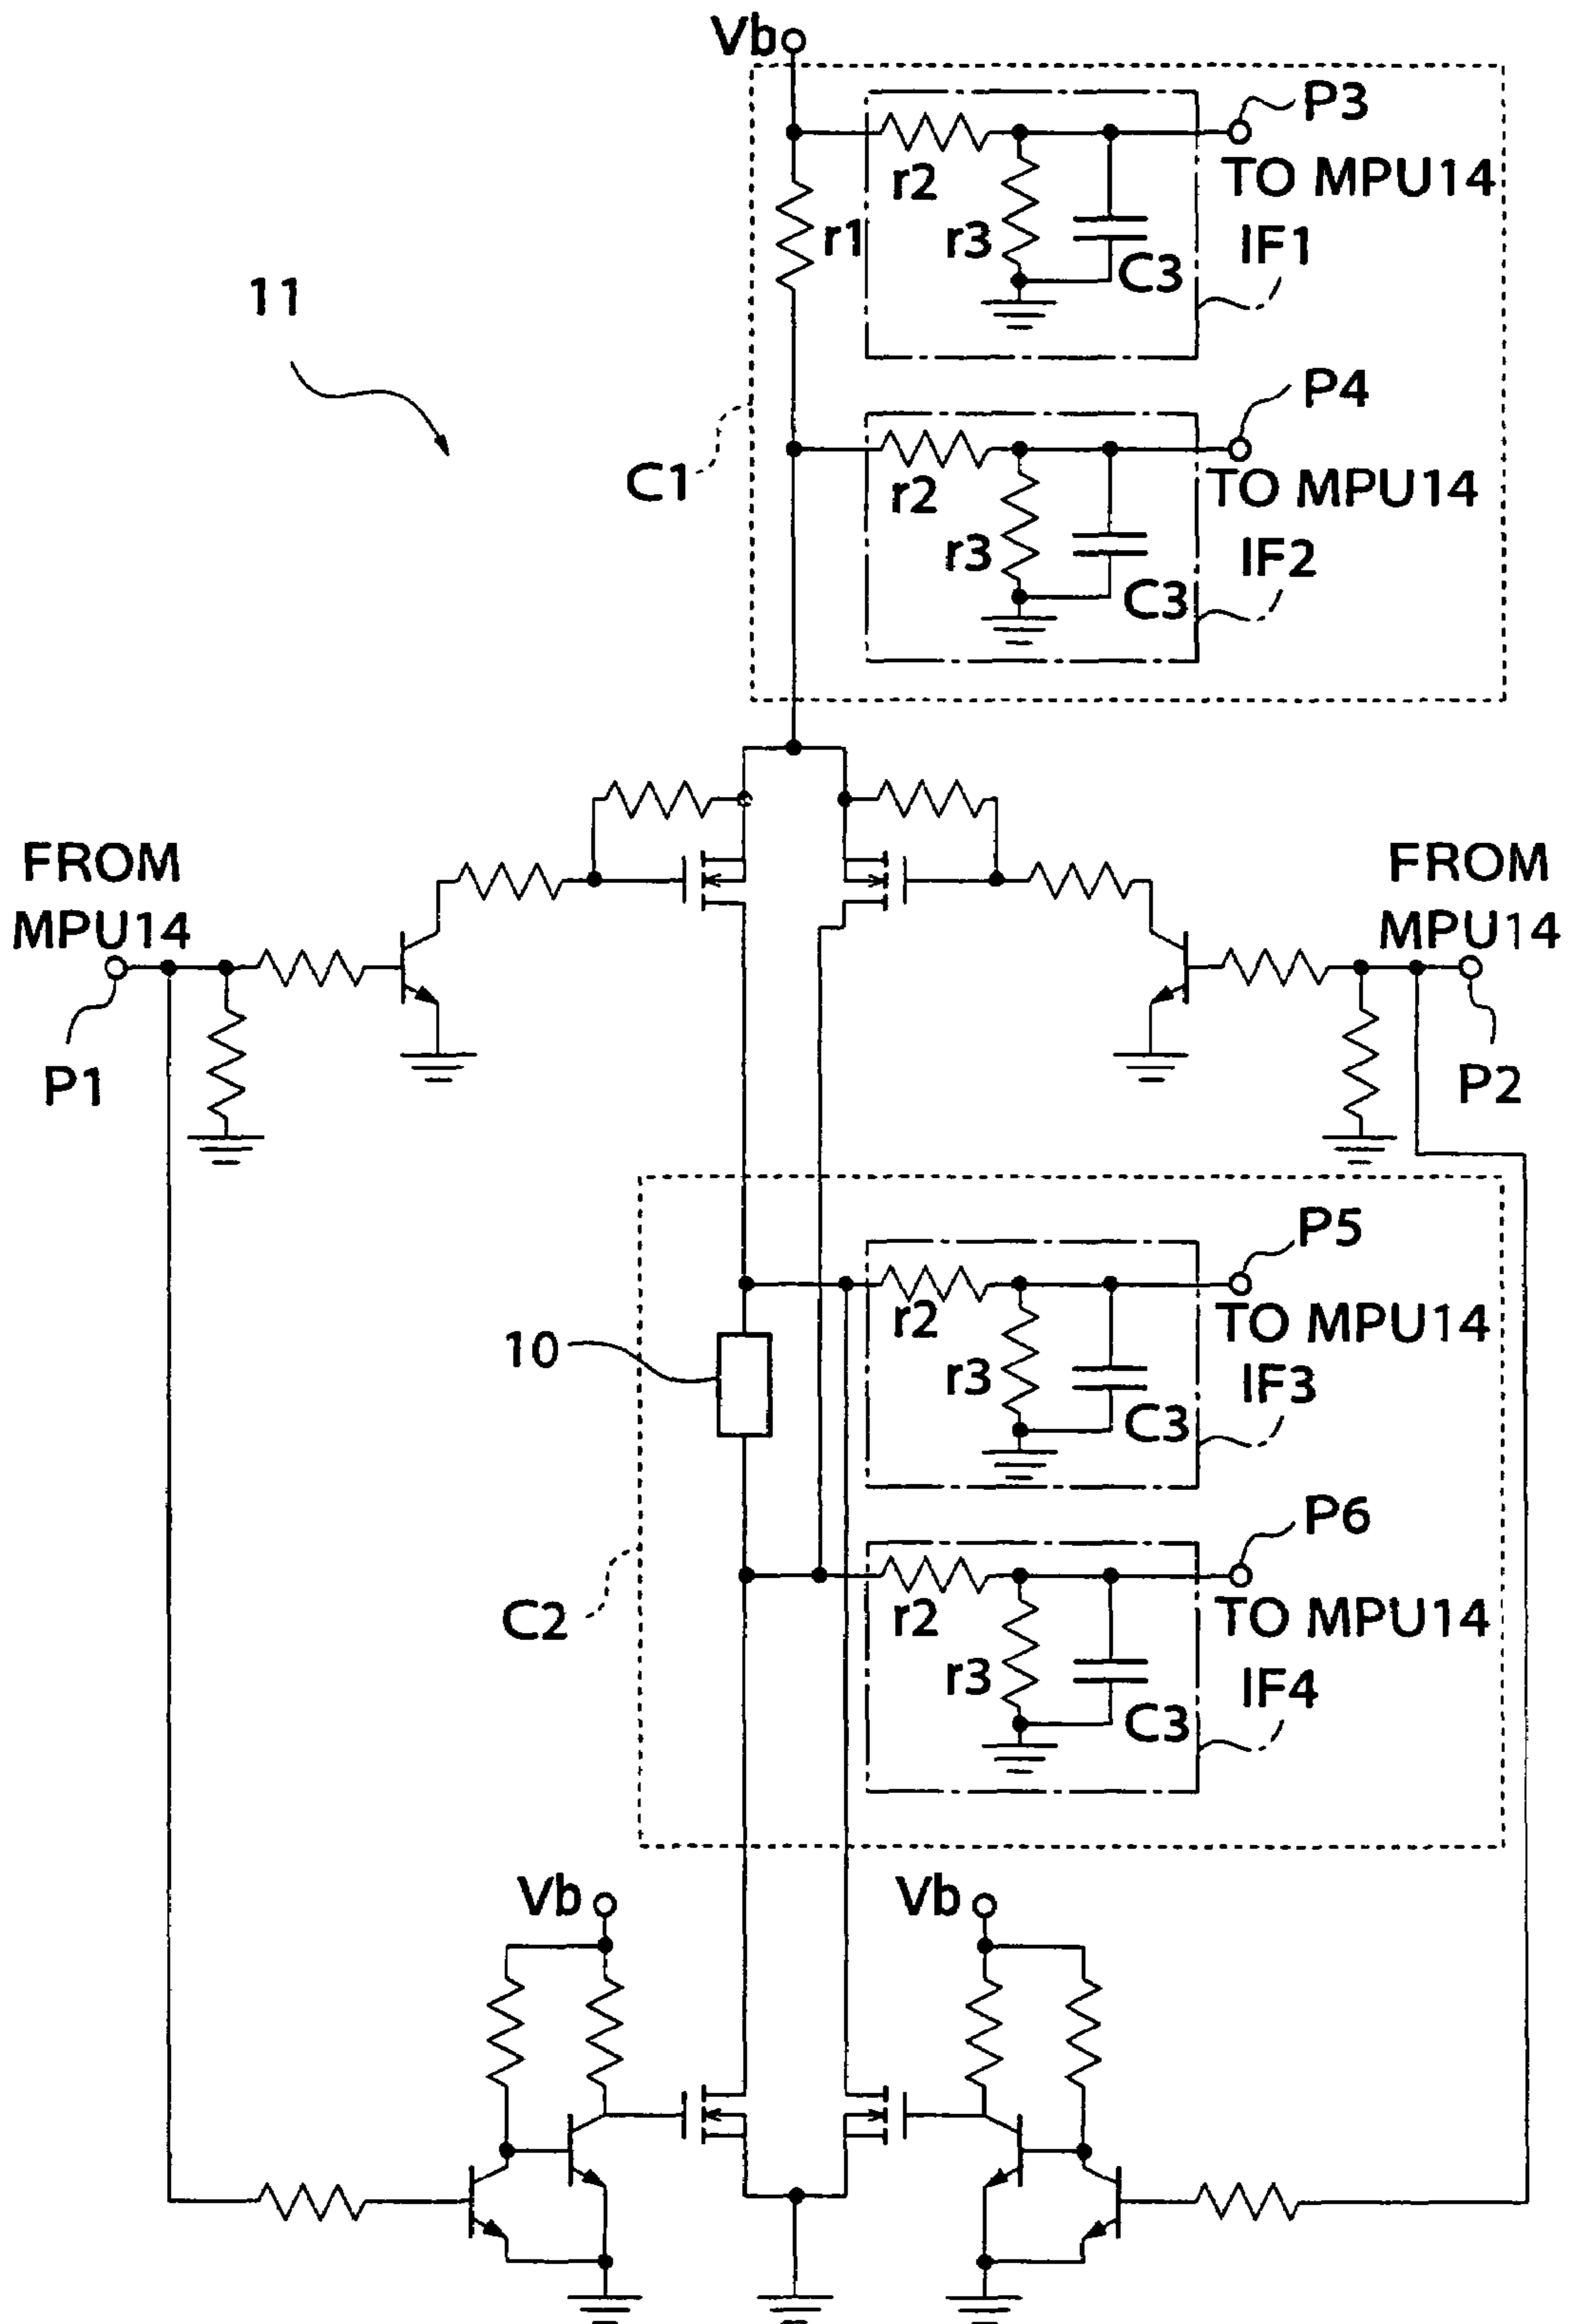 Vb
P3
r2
TO MPU14
r1
r3
IF1
C3
11
P4
C1
r2
TO MPU14
r3
IF2
C3
FROM
MPU14
FROM
MPU14
P1
P2
P5
r2
TO MPU14
10
r3
IF3
C3
P6
C2
r2
TO MPU14
r3
IF4
C3
Vb
Vb